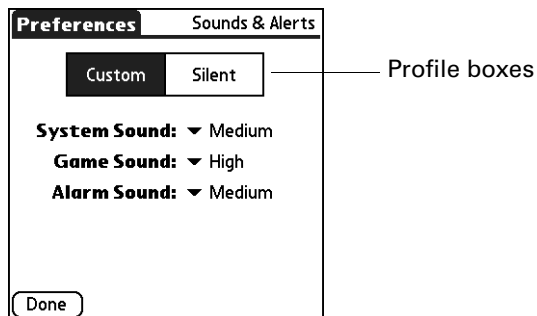 Preferences Sounds & Alerts
Custom Silent Profile boxes
System Sound: Medium
Game Sound: High
Alarm Sound: Medium
Done